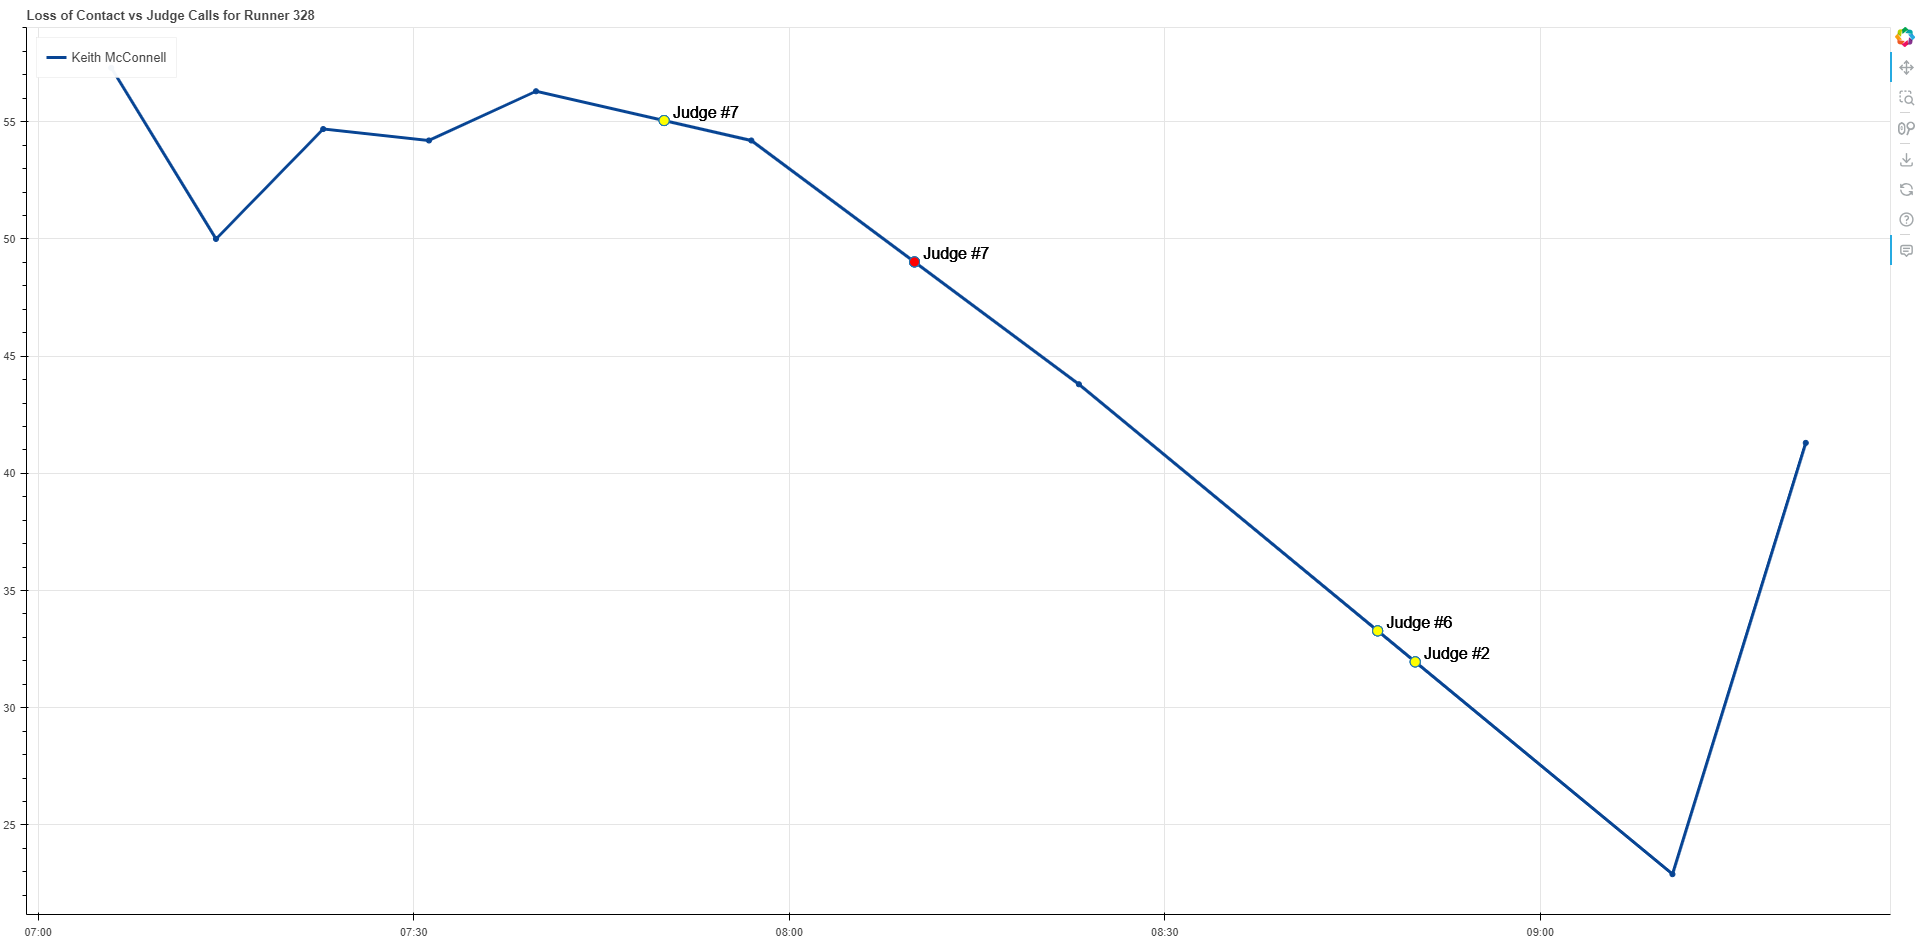 Loss of Contact vs Judge Calls for Runner 328
Keith McConnell
55
50
45
40
35
30
25
Judge #7
Judge #7
Judge #6
Judge #2
07:00
07:30
08:00
08:30
09:00